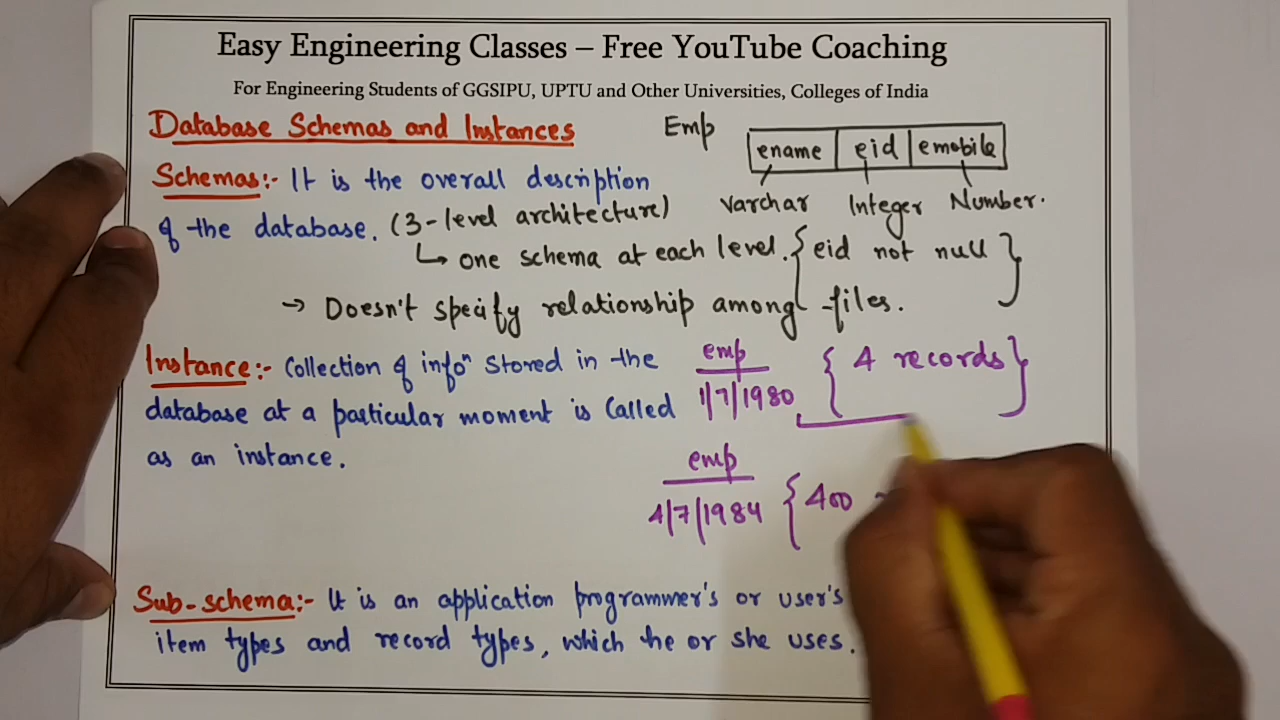 Easy Engineering Classes – Free YouTube Coaching
For Engineering Students of GGSIPU, UPTU and Other Universities, Colleges of India
Database Schemas and Instances
Emp
ename eid emobile
Varchar Integer Number.
Schemas:- It is the overall description
of the database. (3-level architecture)
↳ one schema at each level.
{eid not null}
→ Doesn't specify relationship among files.
Instance:- Collection of infoⁿ stored in the
database at a particular moment is called
as an instance.
emp
1/7/1980 {4 records}
emp
4/7/1984 {400
Sub-schema:- It is an application programmer's or user's
item types and record types, which he or she uses.